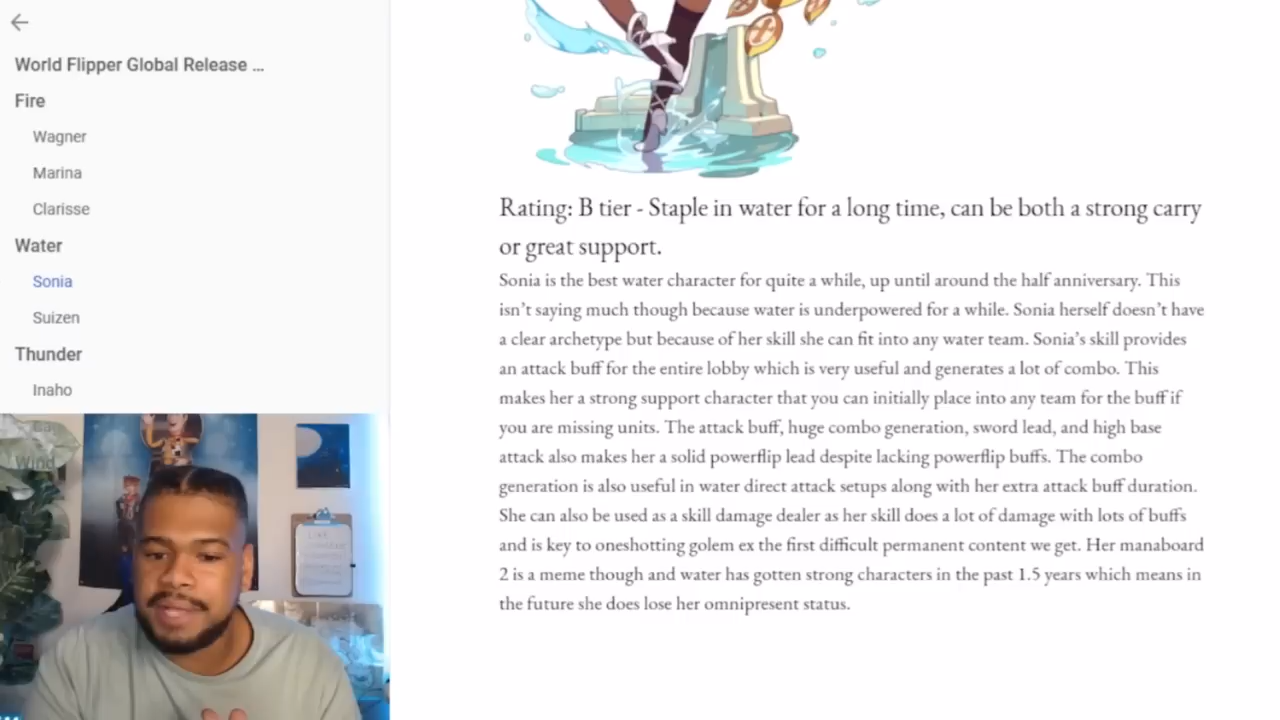 World Flipper Global Release ...
Fire
Wagner
Marina
Clarisse
Water
Sonia
Suizen
Thunder
Inaho
Wind
Rating: B tier - Staple in water for a long time, can be both a strong carry
or great support.
Sonia is the best water character for quite a while, up until around the half anniversary. This
isn't saying much though because water is underpowered for a while. Sonia herself doesn't have
a clear archetype but because of her skill she can fit into any water team. Sonia's skill provides
an attack buff for the entire lobby which is very useful and generates a lot of combo. This
makes her a strong support character that you can initially place into any team for the buff if
you are missing units. The attack buff, huge combo generation, sword lead, and high base
attack also makes her a solid powerflip lead despite lacking powerflip buffs. The combo
generation is also useful in water direct attack setups along with her extra attack buff duration.
She can also be used as a skill damage dealer as her skill does a lot of damage with lots of buffs
and is key to oneshotting golem ex the first difficult permanent content we get. Her manaboard
2 is a meme though and water has gotten strong characters in the past 1.5 years which means in
the future she does lose her omnipresent status.